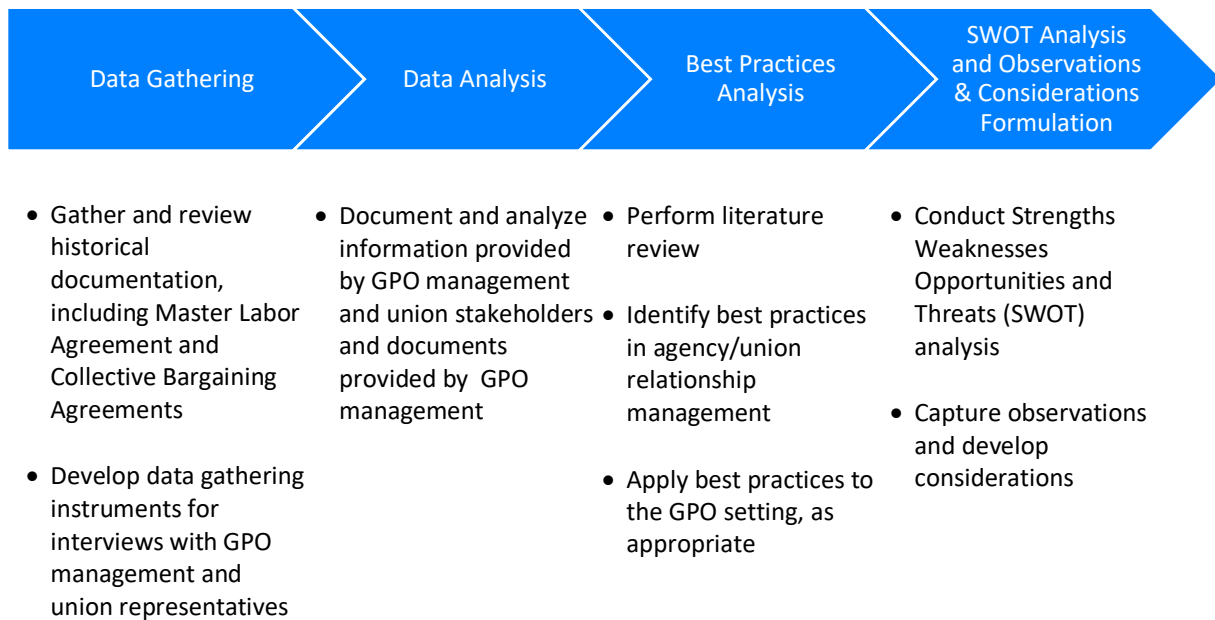 Data Gathering
Data Analysis
Best Practices
Analysis
SWOT Analysis
and Observations
& Considerations
Formulation
• Gather and review
historical
documentation,
including Master Labor
Agreement and
Collective Bargaining
Agreements
• Develop data gathering
instruments for
interviews with GPO
management and
union representatives
• Document and analyze
information provided
by GPO management
and union stakeholders
and documents
provided by GPO
management
• Perform literature
review
• Identify best practices
in agency/union
relationship
management
• Apply best practices to
the GPO setting, as
appropriate
• Conduct Strengths
Weaknesses
Opportunities and
Threats (SWOT)
analysis
• Capture observations
and develop
considerations